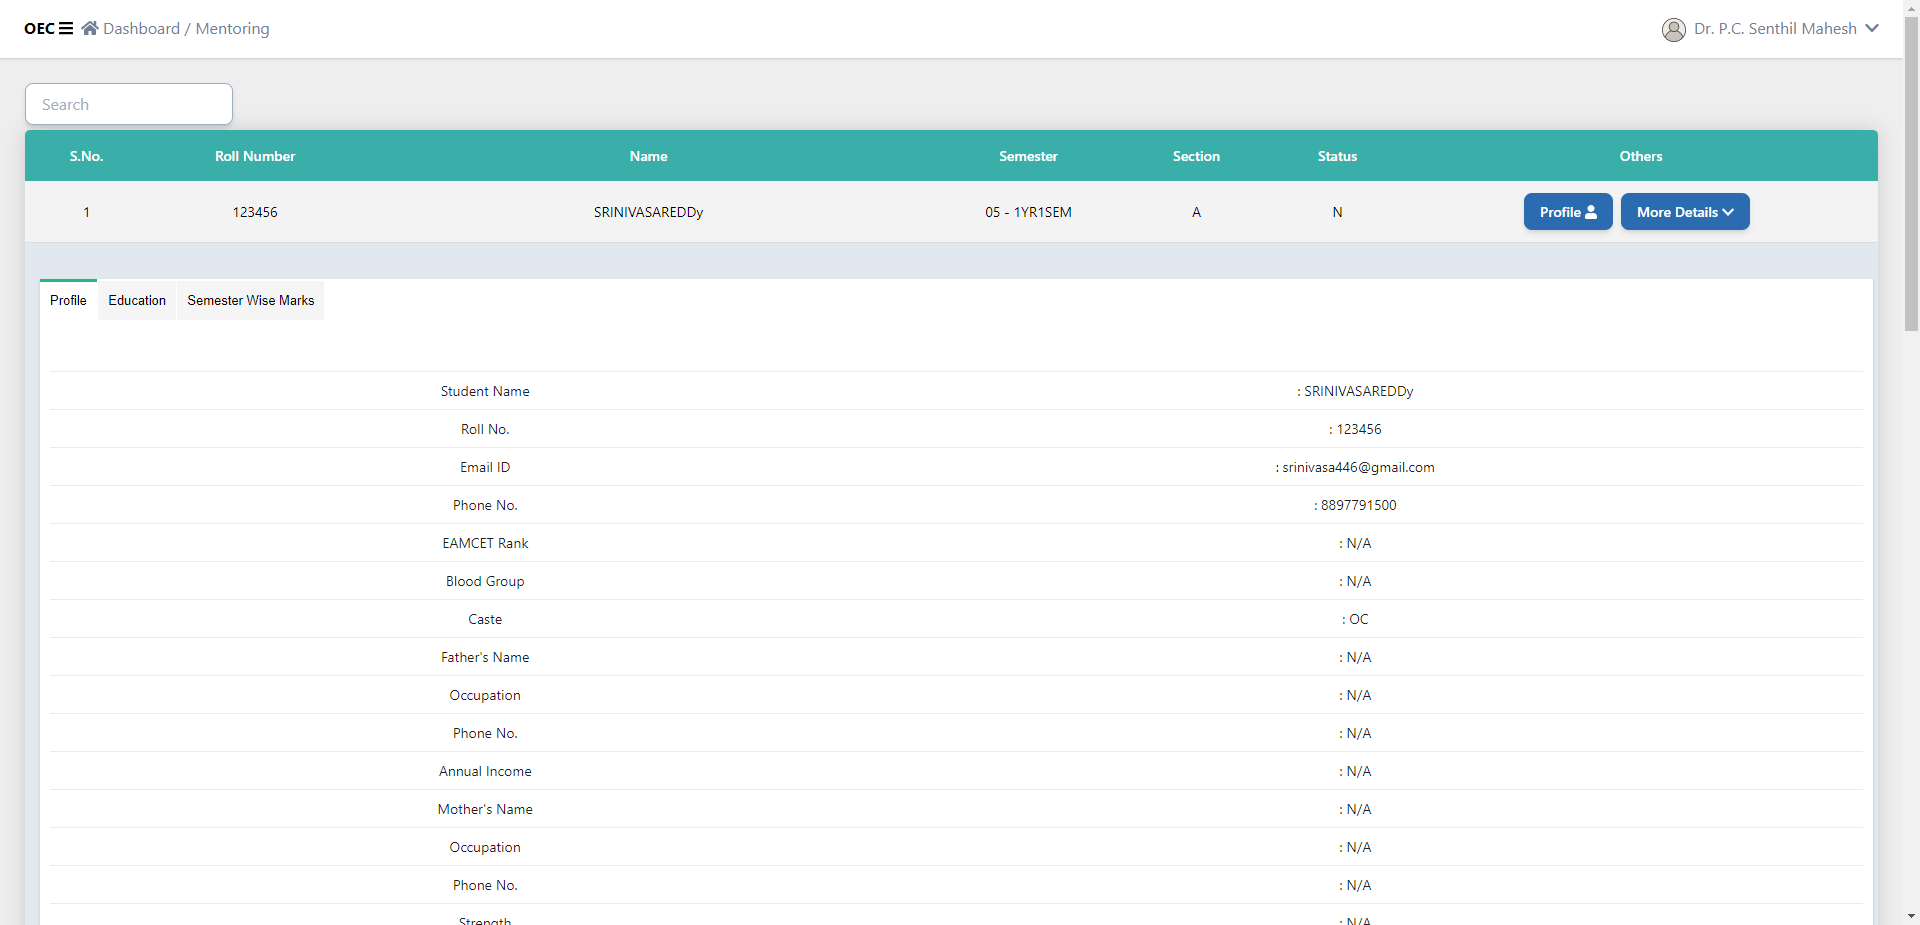 OEC Dashboard / Mentoring Dr. P.C. Senthil Mahesh
Search
S.No. Roll Number Name Semester Section Status Others
1 123456 SRINIVASAREDDy 05 - 1YR1SEM A N Profile More Details
Profile Education Semester Wise Marks
Student Name : SRINIVASAREDDy
Roll No. : 123456
Email ID : srinivasa446@gmail.com
Phone No. : 8897791500
EAMCET Rank : N/A
Blood Group : N/A
Caste : OC
Father's Name : N/A
Occupation : N/A
Phone No. : N/A
Annual Income : N/A
Mother's Name : N/A
Occupation : N/A
Phone No. : N/A
Strength : N/A